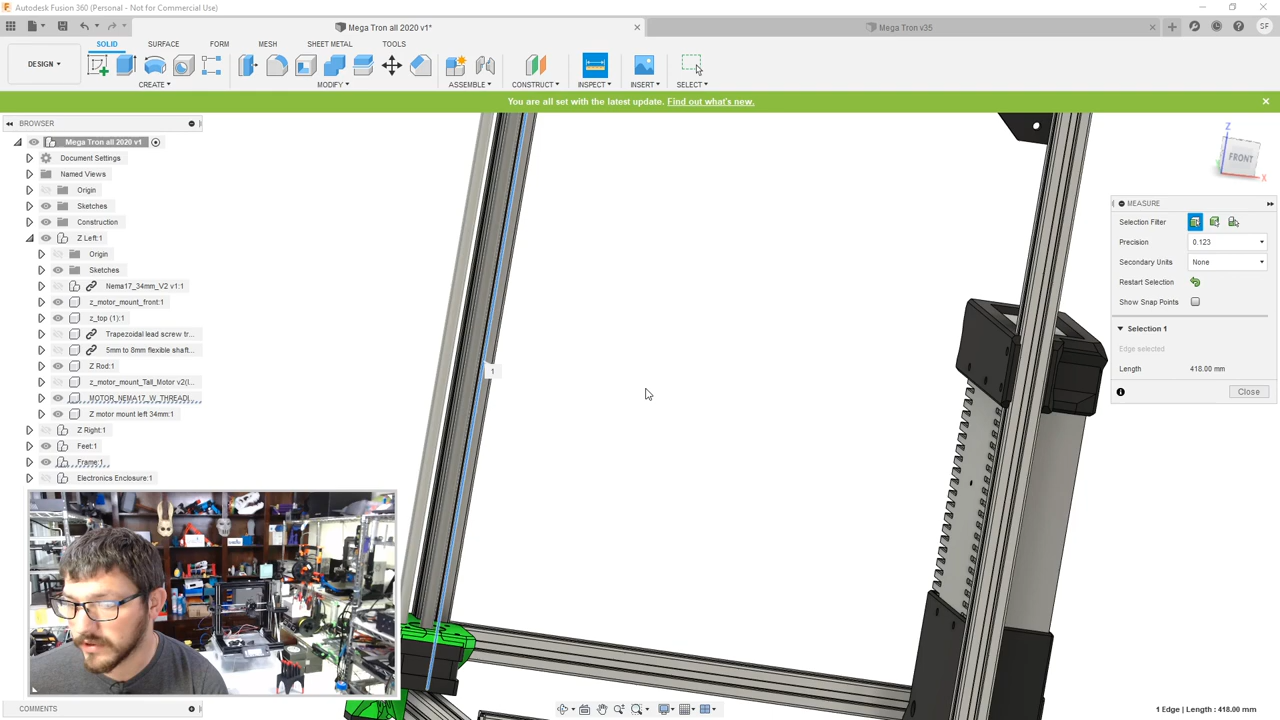 Autodesk Fusion 360 (Personal - Not for Commercial Use)
Mega Tron all 2020 v1*
Mega Tron v35
SF
DESIGN
SOLID
SURFACE
FORM
MESH
SHEET METAL
TOOLS
CREATE
MODIFY
ASSEMBLE
CONSTRUCT
INSPECT
INSERT
SELECT
You are all set with the latest update. Find out what's new.
BROWSER
Mega Tron all 2020 v1
Document Settings
Named Views
Origin
Sketches
Construction
Z Left:1
Origin
Sketches
Nema17_34mm_V2 v1:1
z_motor_mount_front:1
z_top (1):1
Trapezoidal lead screw tr...
5mm to 8mm flexible shaft...
Z Rod:1
z_motor_mount_Tall_Motor v2(l...
MOTOR_NEMA17_W_THREADI...
Z motor mount left 34mm:1
Z Right:1
Feet:1
Frame:1
Electronics Enclosure:1
1
Z
FRONT
X
MEASURE
Selection Filter
Precision
0.123
Secondary Units
None
Restart Selection
Show Snap Points
Selection 1
Edge selected
Length
418.00 mm
Close
COMMENTS
1 Edge | Length : 418.00 mm